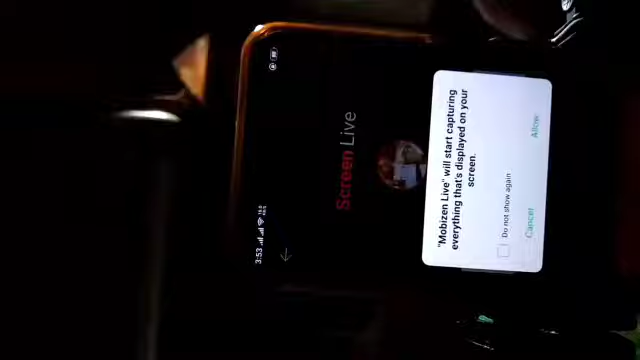 3:53
Screen Live
"Mobizen Live" will start capturing
everything that's displayed on your
screen.
Do not show again
Cancel
Allow